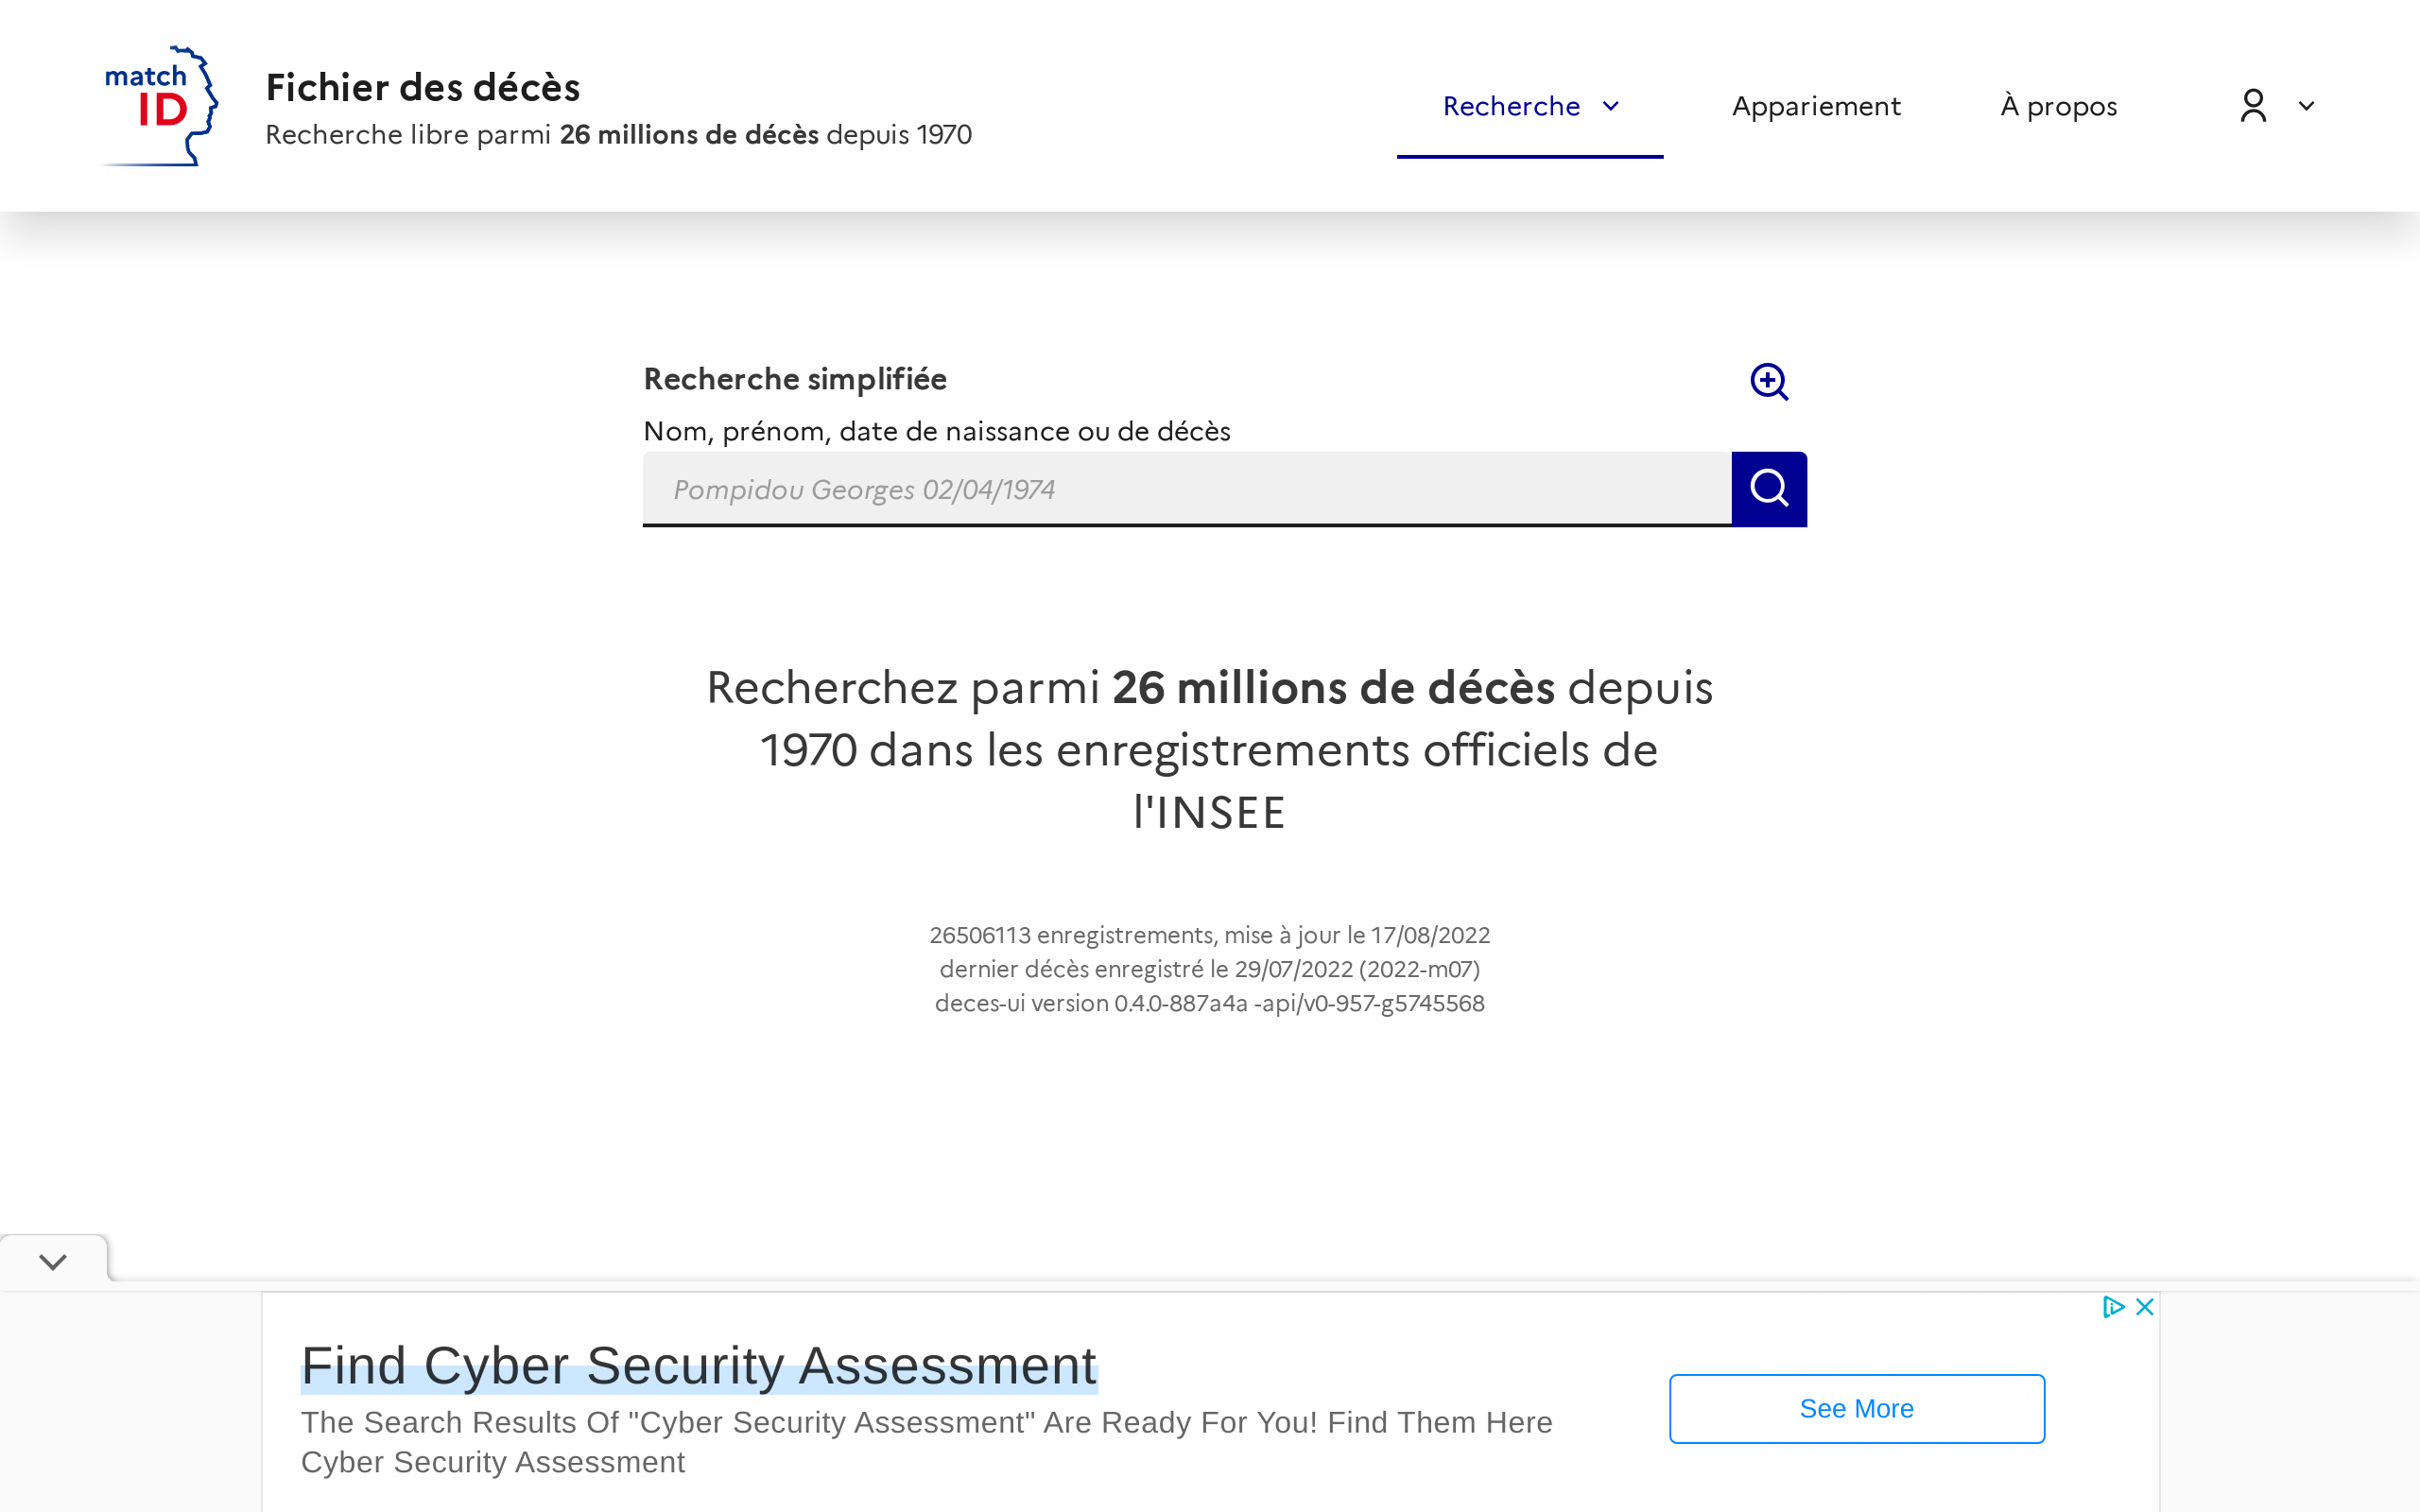 match
ID
Fichier des décès
Recherche libre parmi 26 millions de décès depuis 1970
Recherche
Appariement
À propos
Recherche simplifiée
Nom, prénom, date de naissance ou de décès
Pompidou Georges 02/04/1974
Recherchez parmi 26 millions de décès depuis
1970 dans les enregistrements officiels de
l'INSEE
26506113 enregistrements, mise à jour le 17/08/2022
dernier décès enregistré le 29/07/2022 (2022-m07)
deces-ui version 0.4.0-887a4a -api/v0-957-g5745568
Find Cyber Security Assessment
The Search Results Of "Cyber Security Assessment" Are Ready For You! Find Them Here
Cyber Security Assessment
See More